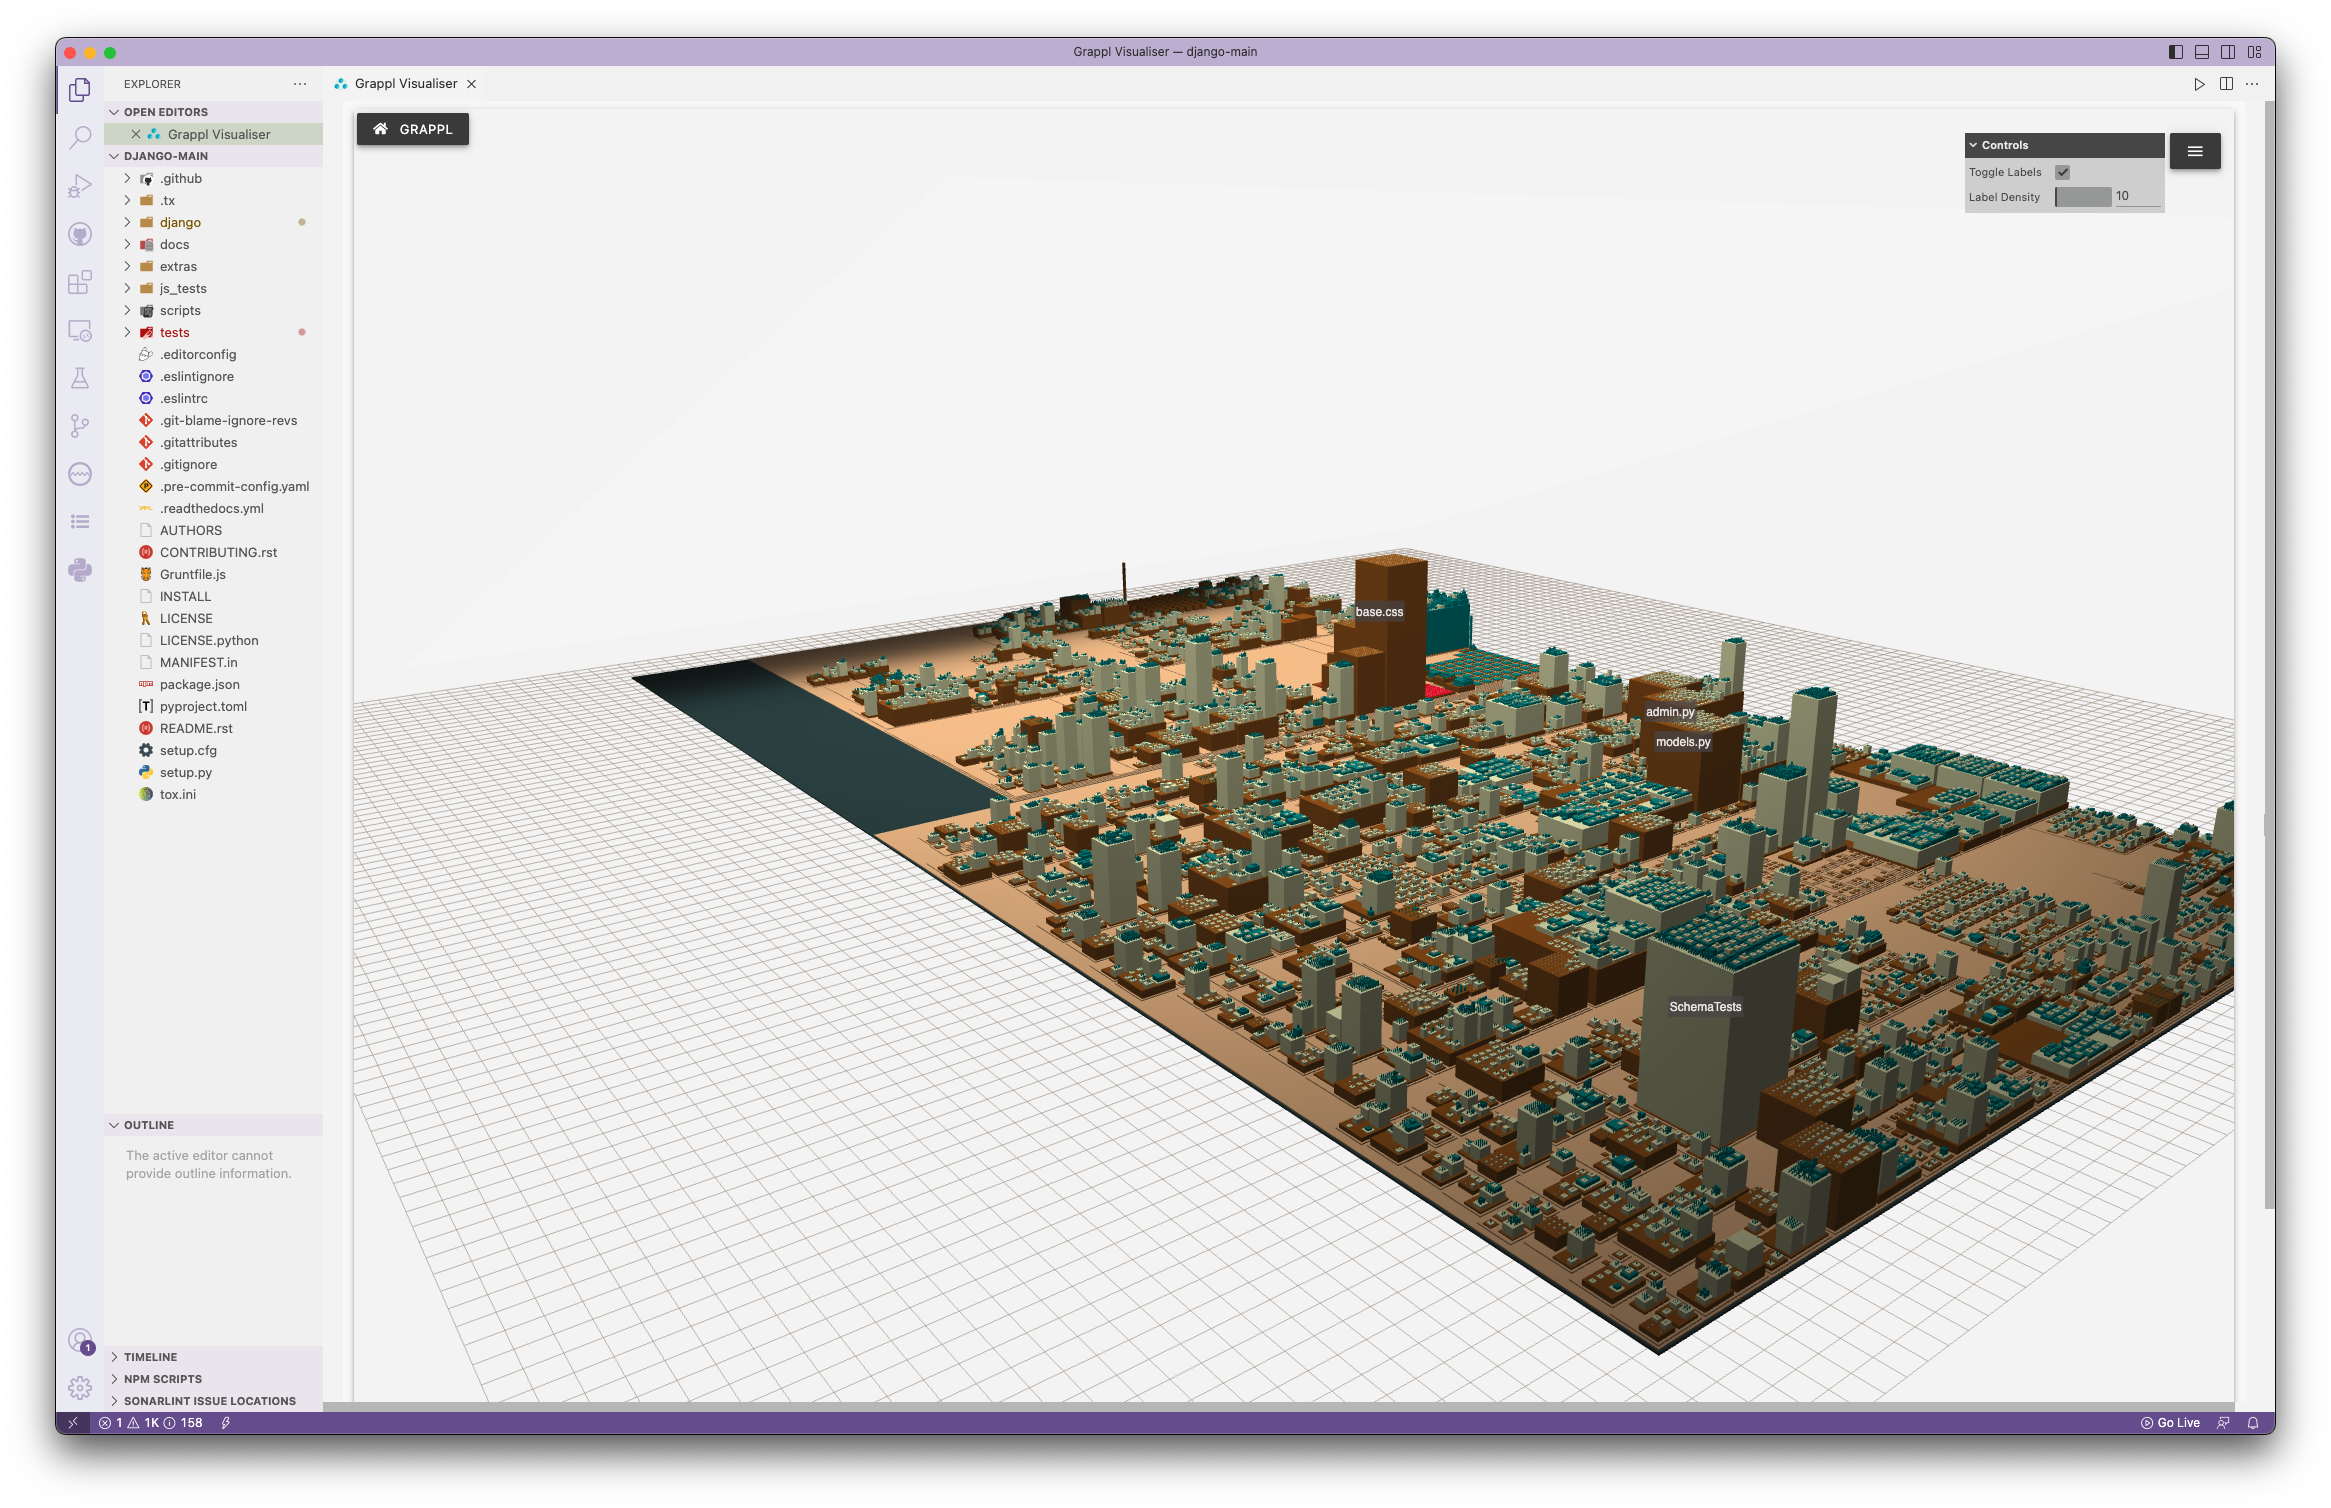 Grappl Visualiser — django-main
EXPLORER
Grappl Visualiser
OPEN EDITORS
Grappl Visualiser
DJANGO-MAIN
.github
.tx
django
docs
extras
js_tests
scripts
tests
.editorconfig
.eslintignore
.eslintrc
.git-blame-ignore-revs
.gitattributes
.gitignore
.pre-commit-config.yaml
.readthedocs.yml
AUTHORS
CONTRIBUTING.rst
Gruntfile.js
INSTALL
LICENSE
LICENSE.python
MANIFEST.in
package.json
pyproject.toml
README.rst
setup.cfg
setup.py
tox.ini
OUTLINE
The active editor cannot
provide outline information.
TIMELINE
NPM SCRIPTS
SONARLINT ISSUE LOCATIONS
GRAPPL
Controls
Toggle Labels
Label Density 10
base.css
admin.py
models.py
SchemaTests
1
1 1K 158
Go Live